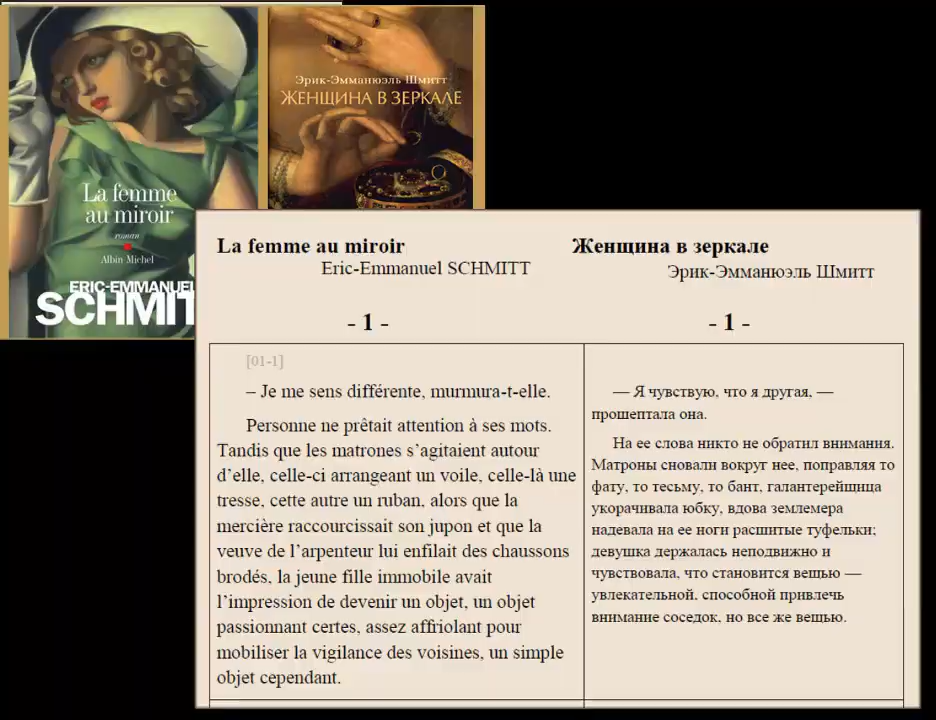 La femme
au miroir
roman
Albin Michel
ERIC-EMMANUEL
SCHMIT
Эрик-Эмманюэль Шмитт
ЖЕНЩИНА В ЗЕРКАЛЕ
La femme au miroir
Eric-Emmanuel SCHMITT
- 1 -
[01-1]
– Je me sens différente, murmura-t-elle.
Personne ne prêtait attention à ses mots.
Tandis que les matrones s’agitaient autour
d’elle, celle-ci arrangeant un voile, celle-là une
tresse, cette autre un ruban, alors que la
mercière raccourcissait son jupon et que la
veuve de l’arpenteur lui enfilait des chaussons
brodés, la jeune fille immobile avait
l’impression de devenir un objet, un objet
passionnant certes, assez affriolant pour
mobiliser la vigilance des voisines, un simple
objet cependant.
Женщина в зеркале
Эрик-Эмманюэль Шмитт
- 1 -
— Я чувствую, что я другая, —
прошептала она.
На ее слова никто не обратил внимания.
Матроны сновали вокруг нее, поправляя то
фату, то тесьму, то бант, галантерейщица
укорачивала юбку, вдова землемера
надевала на ее ноги расшитые туфельки;
девушка держалась неподвижно и
чувствовала, что становится вещью —
увлекательной, способной привлечь
внимание соседок, но все же вещью.